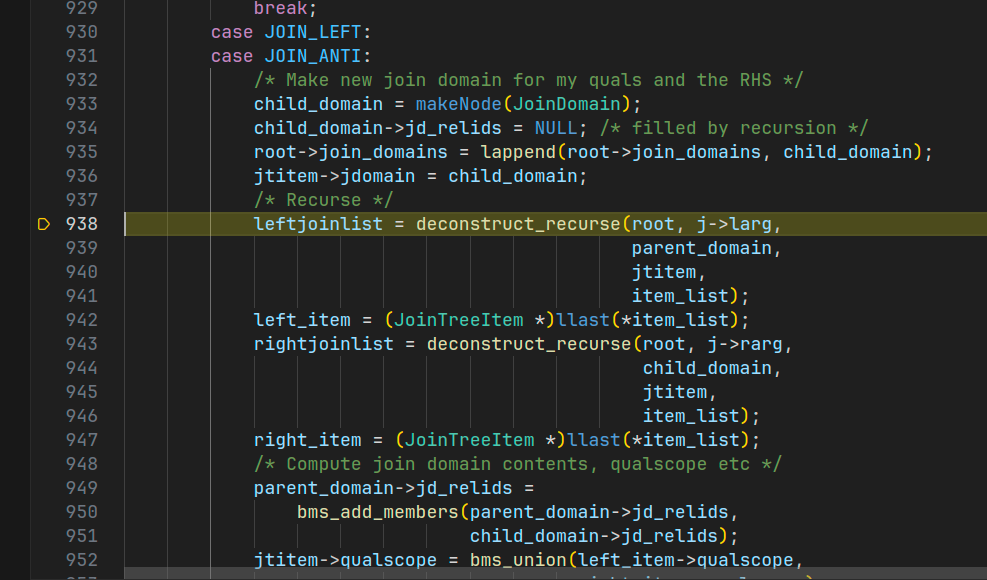 929 break;
930 case JOIN_LEFT:
931 case JOIN_ANTI:
932 /* Make new join domain for my quals and the RHS */
933 child_domain = makeNode(JoinDomain);
934 child_domain->jd_relids = NULL; /* filled by recursion */
935 root->join_domains = lappend(root->join_domains, child_domain);
936 jtitem->jdomain = child_domain;
937 /* Recurse */
938 leftjoinlist = deconstruct_recurse(root, j->larg,
939 parent_domain,
940 jtitem,
941 item_list);
942 left_item = (JoinTreeItem *)llast(*item_list);
943 rightjoinlist = deconstruct_recurse(root, j->rarg,
944 child_domain,
945 jtitem,
946 item_list);
947 right_item = (JoinTreeItem *)llast(*item_list);
948 /* Compute join domain contents, qualscope etc */
949 parent_domain->jd_relids =
950 bms_add_members(parent_domain->jd_relids,
951 child_domain->jd_relids);
952 jtitem->qualscope = bms_union(left_item->qualscope,